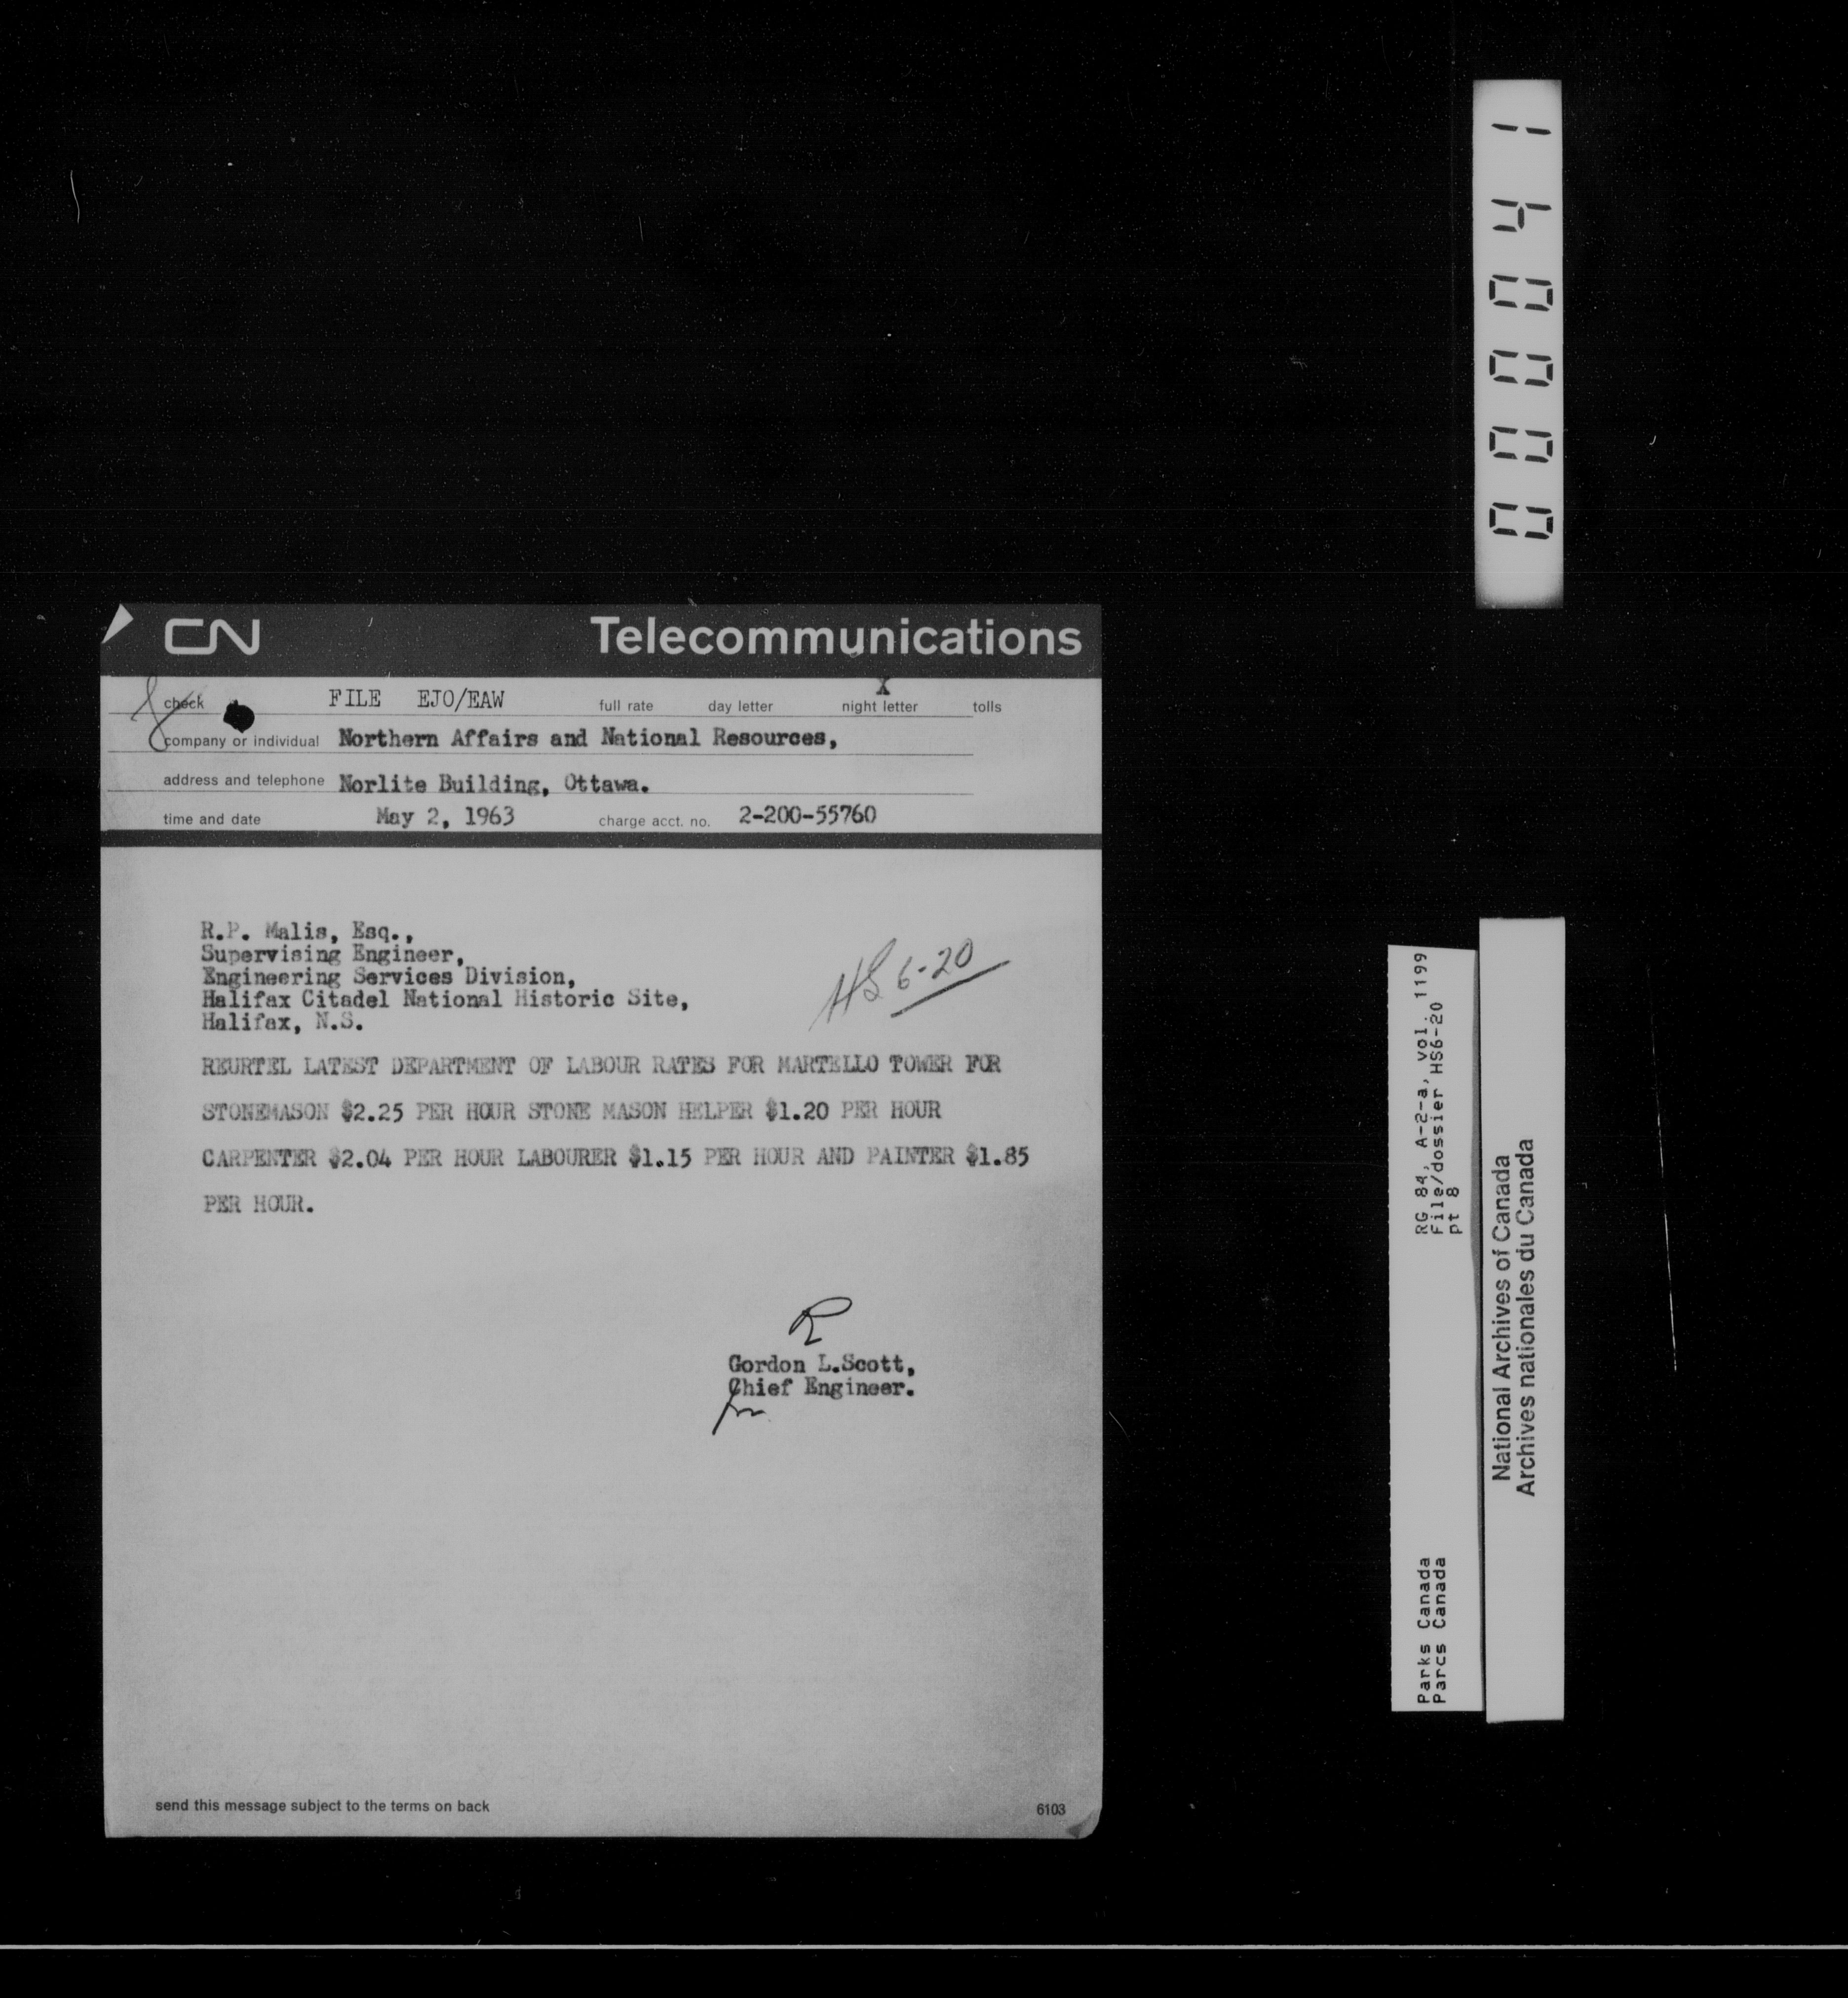 CN Telecommunications
check FILE EJO/EAW full rate day letter X night letter tolls
company or individual Northern Affairs and National Resources,
address and telephone Norlite Building, Ottawa.
time and date May 2, 1963 charge acct. no. 2-200-55760
R.P. Malis, Esq.,
Supervising Engineer,
Engineering Services Division,
Halifax Citadel National Historic Site,
Halifax, N.S.
HS 6-20
REURTEL LATEST DEPARTMENT OF LABOUR RATES FOR MARTELLO TOWER FOR
STONEMASON $2.25 PER HOUR STONE MASON HELPER $1.20 PER HOUR
CARPENTER $2.04 PER HOUR LABOURER $1.15 PER HOUR AND PAINTER $1.85
PER HOUR.
R
Gordon L.Scott,
Chief Engineer.
send this message subject to the terms on back
6103
000041
RG 84, A-2-a, vol. 1199
File/dossier HS6-20
pt 8
Parks Canada
Parcs Canada
National Archives of Canada
Archives nationales du Canada